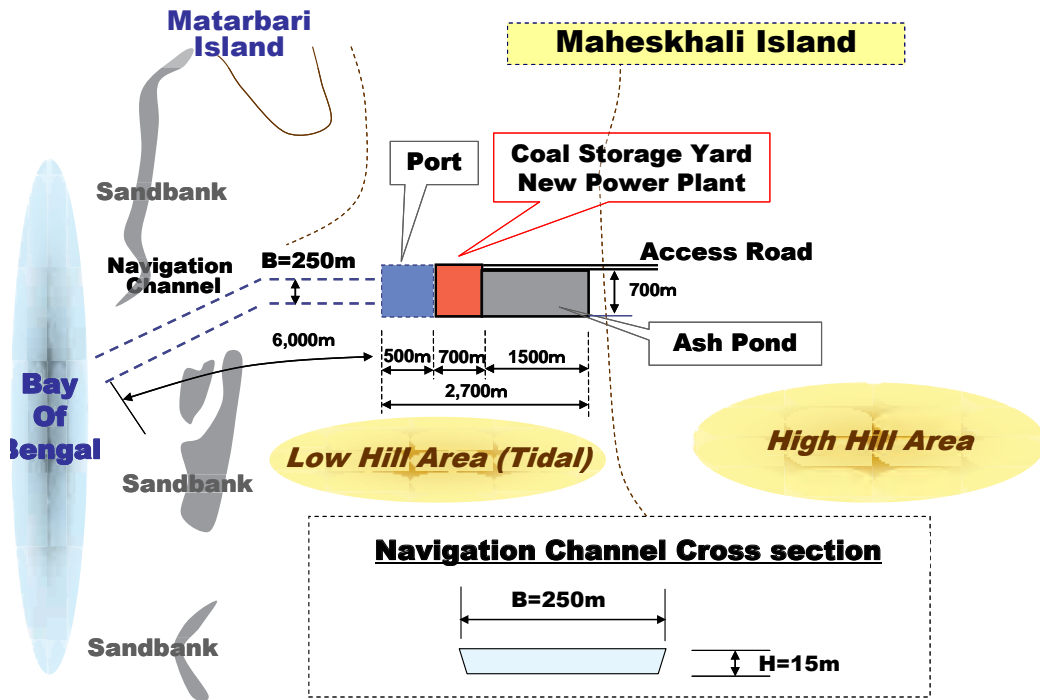 Matarbari
Island
Maheskhali Island
Port
Coal Storage Yard
New Power Plant
Sandbank
Navigation
Channel
B=250m
Access Road
700m
6,000m
500m
700m
1500m
Ash Pond
2,700m
Bay
Of
Bengal
Low Hill Area (Tidal)
High Hill Area
Sandbank
Navigation Channel Cross section
B=250m
H=15m
Sandbank